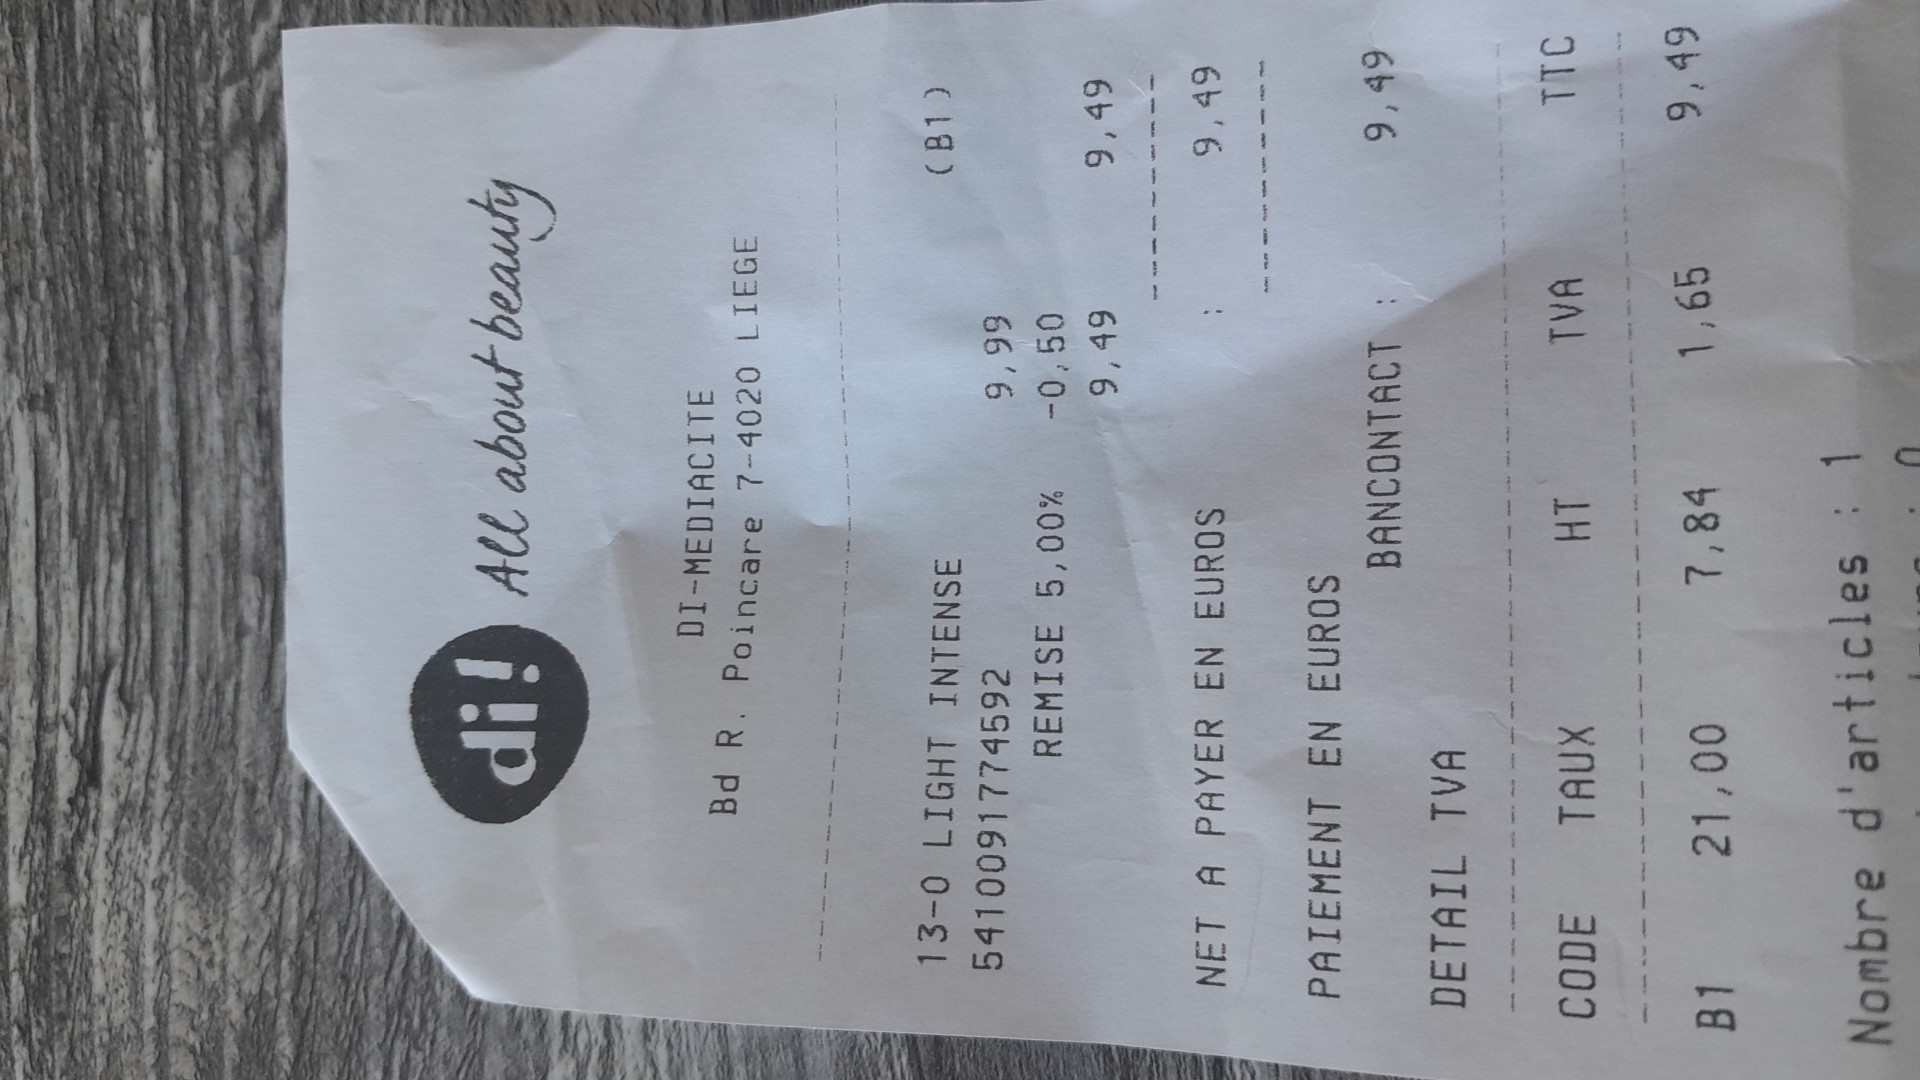 di! All about beauty
DI-MEDIACITE
Bd R. Poincare 7-4020 LIEGE
13-0 LIGHT INTENSE (B1)
5410091774592 9,99
REMISE 5,00% -0,50
9,49 9,49
NET A PAYER EN EUROS : 9,49
PAIEMENT EN EUROS
BANCONTACT : 9,49
DETAIL TVA
CODE TAUX HT TVA TTC
B1 21,00 7,84 1,65 9,49
Nombre d'articles : 1